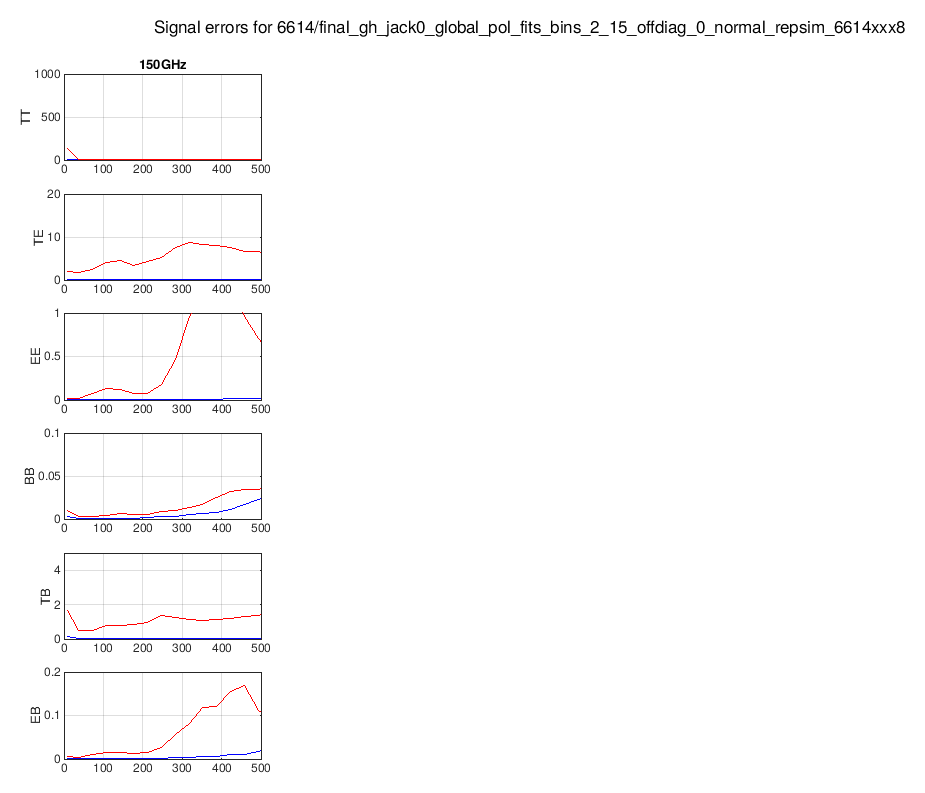 Signal errors for 6614/final_gh_jack0_global_pol_fits_bins_2_15_offdiag_0_normal_repsim_6614xxx8
150GHz
1000
500
0
TT
0 100 200 300 400 500
20
10
0
TE
0 100 200 300 400 500
1
0.5
0
EE
0 100 200 300 400 500
0.1
0.05
0
BB
0 100 200 300 400 500
4
2
0
TB
0 100 200 300 400 500
0.2
0.1
0
EB
0 100 200 300 400 500